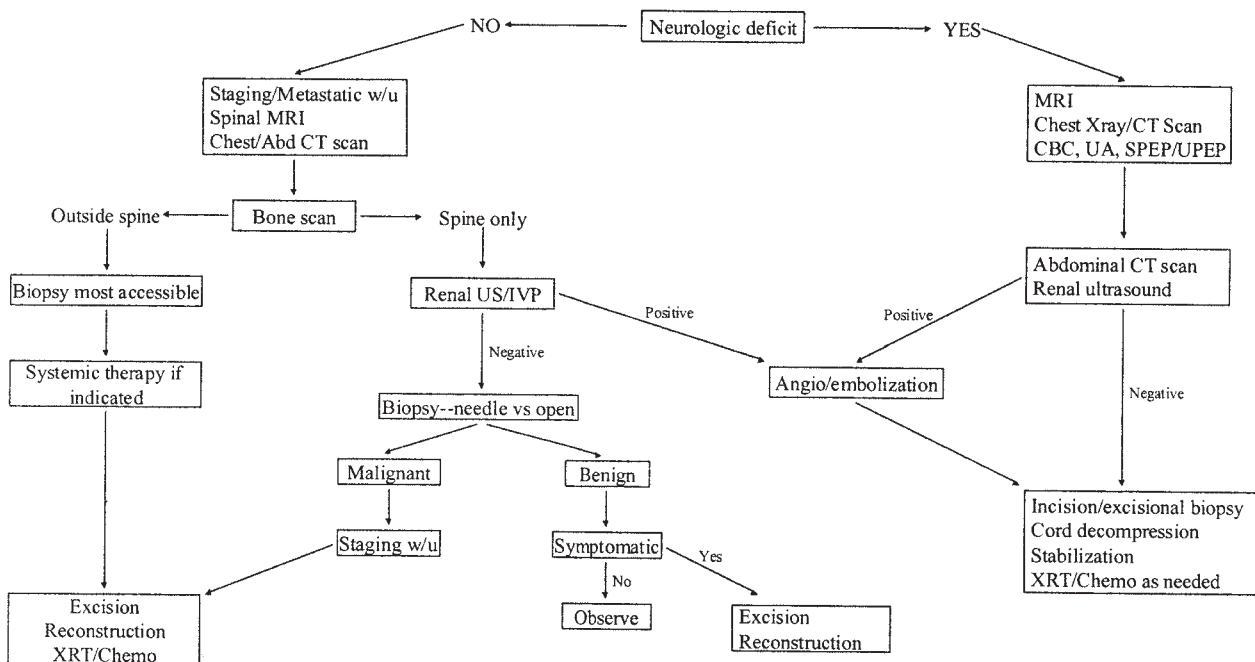 NO
Neurologic deficit
YES
Staging/Metastatic w/u
Spinal MRI
Chest/Abd CT scan
MRI
Chest Xray/CT Scan
CBC, UA, SPEP/UPEP
Outside spine
Bone scan
Spine only
Biopsy most accessible
Renal US/IVP
Abdominal CT scan
Renal ultrasound
Positive
Positive
Negative
Systemic therapy if
indicated
Angio/embolization
Negative
Biopsy--needle vs open
Malignant
Benign
Incision/excisional biopsy
Cord decompression
Stabilization
XRT/Chemo as needed
Staging w/u
Symptomatic
Yes
No
Excision
Reconstruction
XRT/Chemo
Observe
Excision
Reconstruction